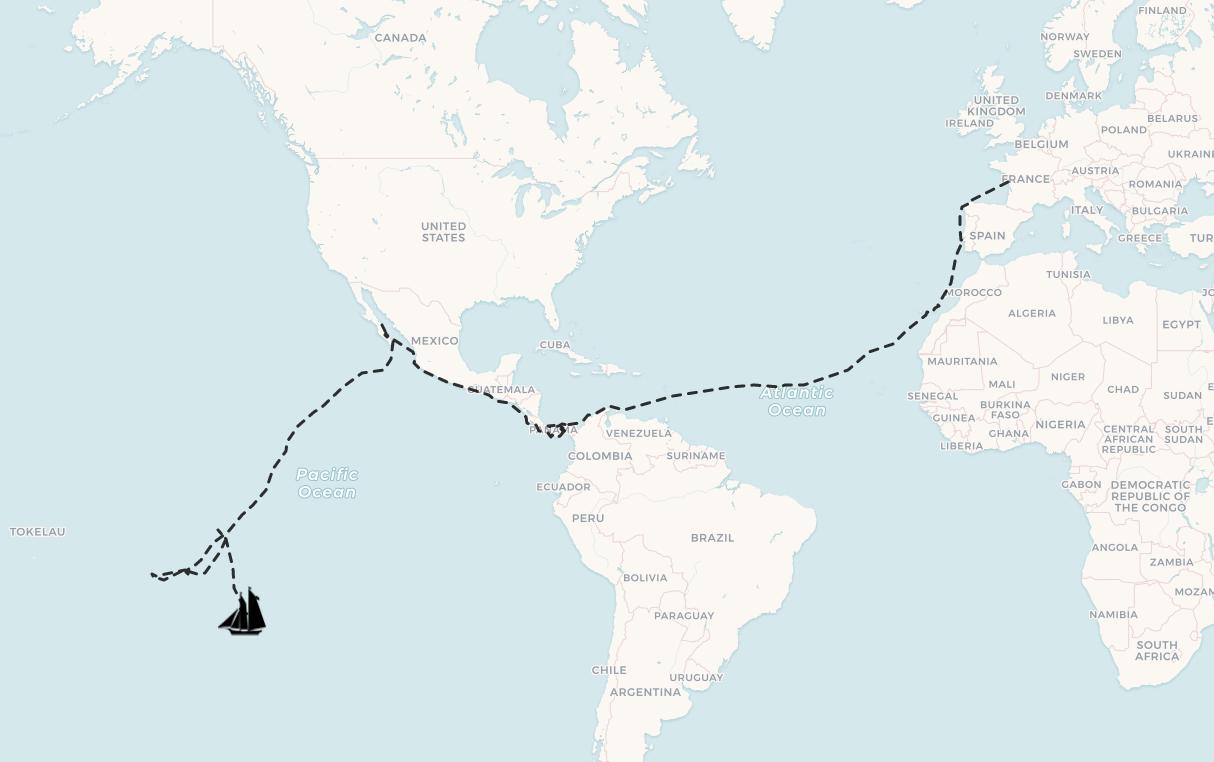 FINLAND
CANADA
NORWAY
SWEDEN
UNITED
KINGDOM
DENMARK
IRELAND
BELARUS
POLAND
BELGIUM
UKRAINE
FRANCE
AUSTRIA
ROMANIA
ITALY
BULGARIA
UNITED
STATES
SPAIN
GREECE
TUR
TUNISIA
MOROCCO
JO
ALGERIA
LIBYA
EGYPT
MEXICO
CUBA
MAURITANIA
NIGER
MALI
CHAD
GUATEMALA
Atlantic
Ocean
SENEGAL
SUDAN
BURKINA
FASO
GUINEA
NIGERIA
E
PANAMA
VENEZUELA
GHANA
CENTRAL
AFRICAN
REPUBLIC
SOUTH
SUDAN
LIBERIA
COLOMBIA
SURINAME
Pacific
Ocean
ECUADOR
GABON
DEMOCRATIC
REPUBLIC OF
THE CONGO
PERU
TOKELAU
BRAZIL
ANGOLA
ZAMBIA
BOLIVIA
MOZAM
PARAGUAY
NAMIBIA
SOUTH
AFRICA
CHILE
URUGUAY
ARGENTINA